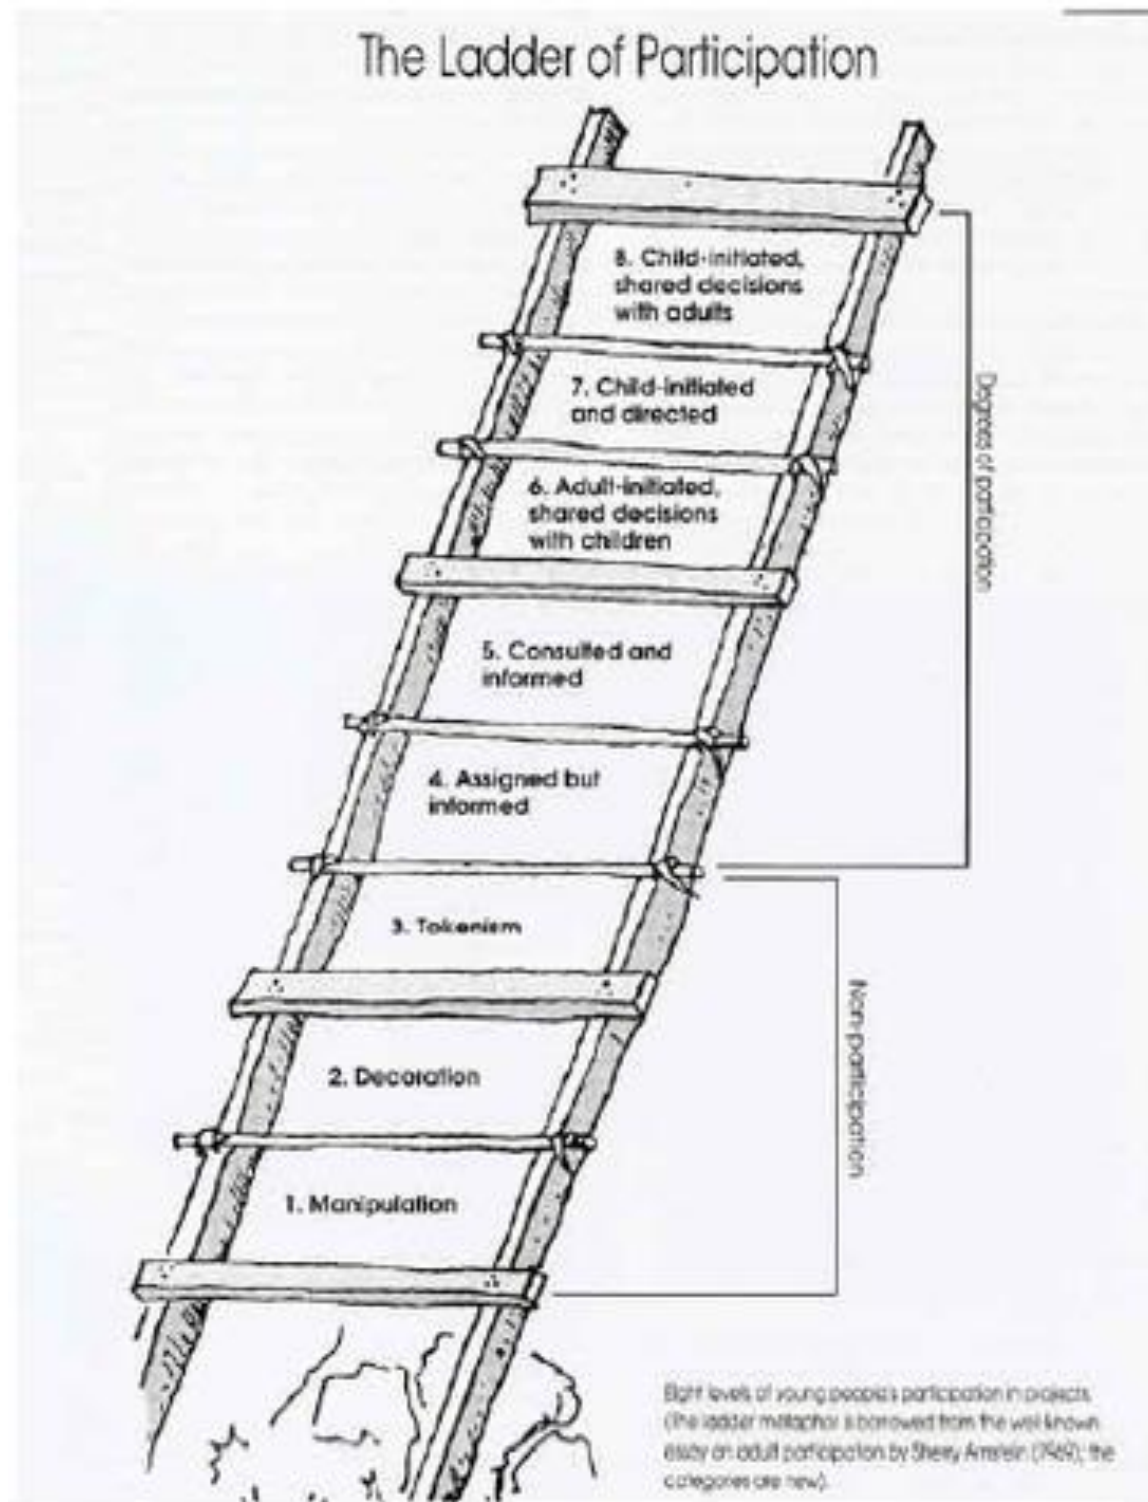 The Ladder of Participation
8. Child-initiated,
shared decisions
with adults
7. Child-initiated
and directed
6. Adult-initiated,
shared decisions
with children
Degrees of participation
5. Consulted and
informed
4. Assigned but
informed
3. Tokenism
2. Decoration
Non-participation
1. Manipulation
Eight levels of young people's participation in projects.
(The ladder metaphor is borrowed from the well-known
essay on adult participation by Sherry Arnstein (1969); the
categories are new).